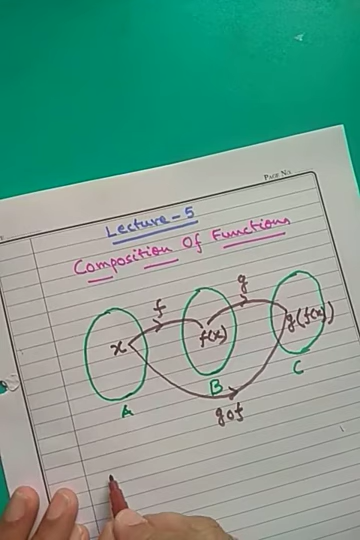 PAGE No.
Lecture - 5
Composition Of Functions
f g
x f(x) g(f(x))
A B C
gof